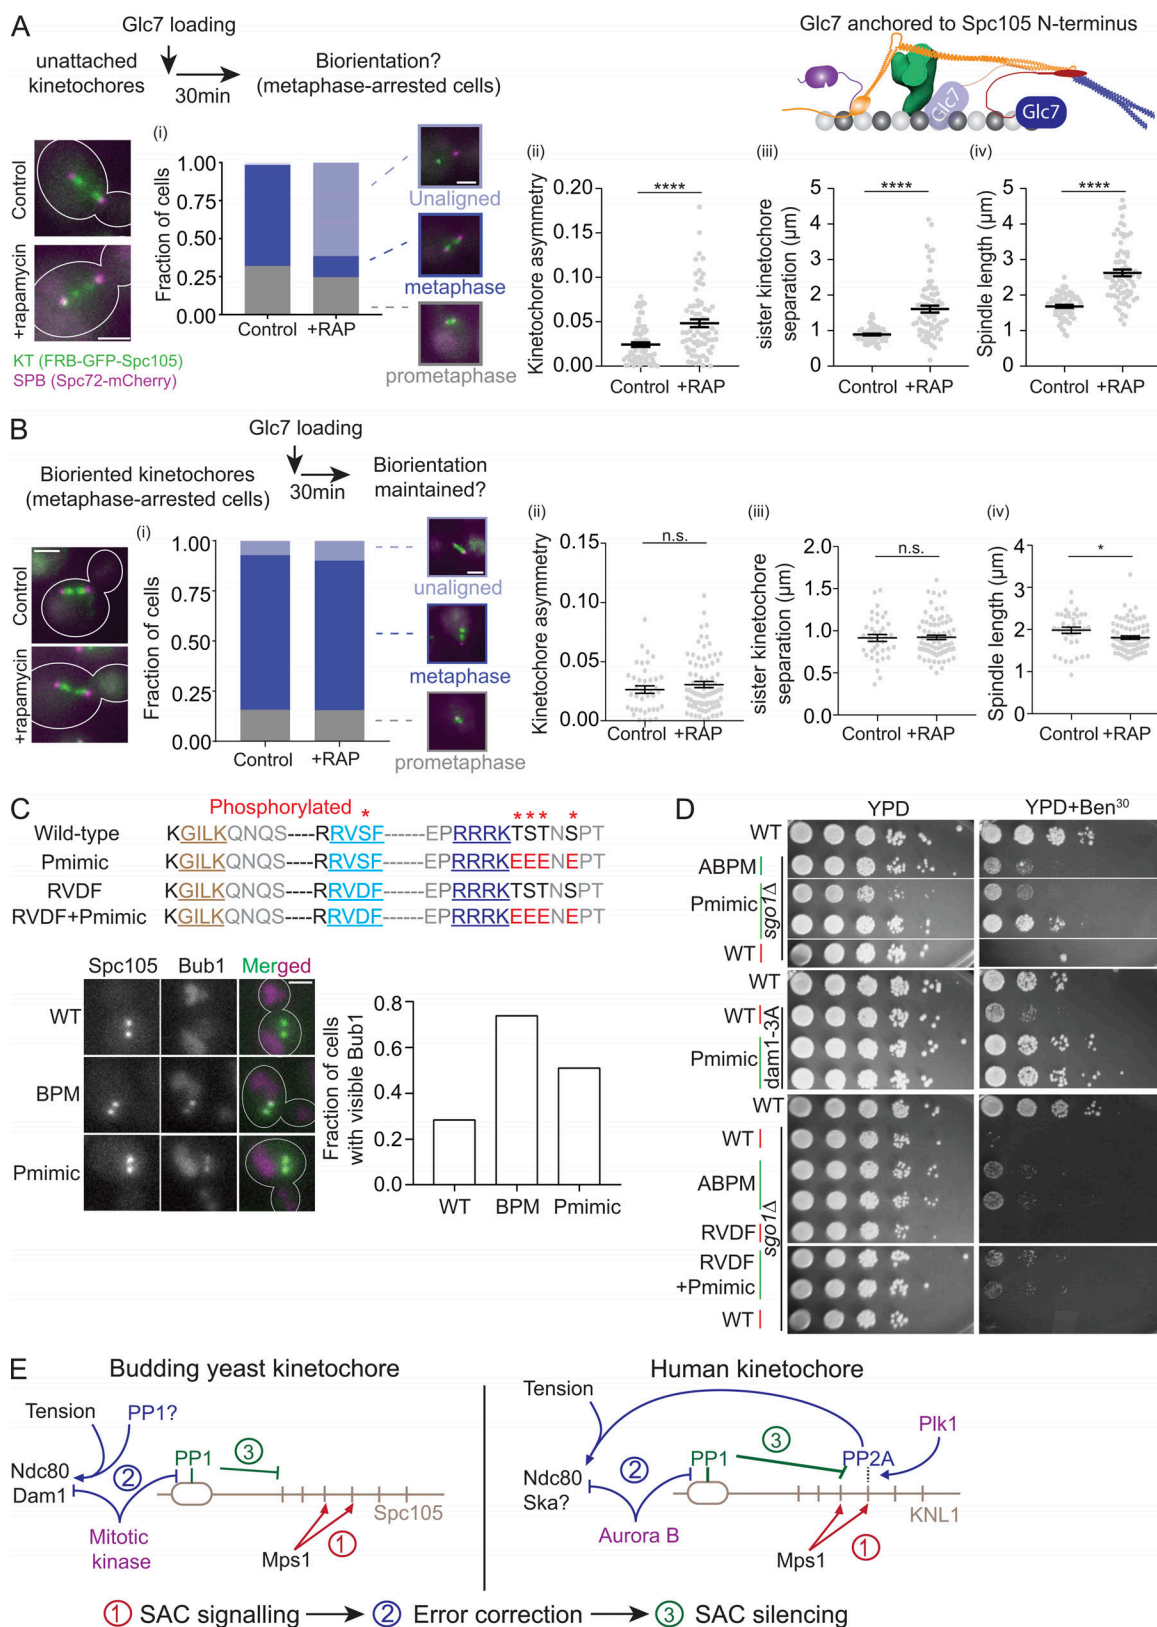 A
Glc7 loading
unattached
kinetochores
30min
Biorientation?
(metaphase-arrested cells)
Glc7 anchored to Spc105 N-terminus
Glc7
Glc7
Control
+rapamycin
KT (FRB-GFP-Spc105)
SPB (Spc72-mCherry)
(i)
Fraction of cells
1.00
0.75
0.50
0.25
0.00
Control +RAP
Unaligned
metaphase
prometaphase
(ii)
Kinetochore asymmetry
0.20
0.15
0.10
0.05
0.00
****
Control +RAP
(iii)
sister kinetochore
separation (μm)
5
4
3
2
1
0
****
Control +RAP
(iv)
Spindle length (μm)
5
4
3
2
1
0
****
Control +RAP
B
Glc7 loading
Bioriented kinetochores
(metaphase-arrested cells)
30min
Biorientation
maintained?
Control
+rapamycin
(i)
Fraction of cells
1.00
0.75
0.50
0.25
0.00
Control +RAP
unaligned
metaphase
prometaphase
(ii)
Kinetochore asymmetry
0.15
0.10
0.05
0.00
n.s.
Control +RAP
(iii)
sister kinetochore
separation (μm)
2.0
1.5
1.0
0.5
0.0
n.s.
Control +RAP
(iv)
Spindle length (μm)
4
3
2
1
0
*
Control +RAP
C
Phosphorylated * * * * *
Wild-type KGILKQNQS----RRVSF------EPRRRKTSTNSPT
Pmimic KGILKQNQS----RRVSF------EPRRRKEEENEPT
RVDF KGILKQNQS----RRVDF------EPRRRKTSTNSPT
RVDF+Pmimic KGILKQNQS----RRVDF------EPRRRKEEENEPT
Spc105 Bub1 Merged
WT
BPM
Pmimic
Fraction of cells
with visible Bub1
0.8
0.6
0.4
0.2
0.0
WT BPM Pmimic
D
YPD YPD+Ben30
WT
ABPM
Pmimic
WT
sgo1Δ
WT
WT
Pmimic
dam1-3A
WT
WT
ABPM
RVDF
RVDF
+Pmimic
WT
sgo1Δ
E
Budding yeast kinetochore
Tension
PP1?
Ndc80
Dam1
2
PP1
3
Spc105
Mitotic
kinase
Mps1
1
Human kinetochore
Tension
Ndc80
Ska?
2
PP1
3
PP2A
Plk1
KNL1
Aurora B
Mps1
1
1 SAC signalling 2 Error correction 3 SAC silencing